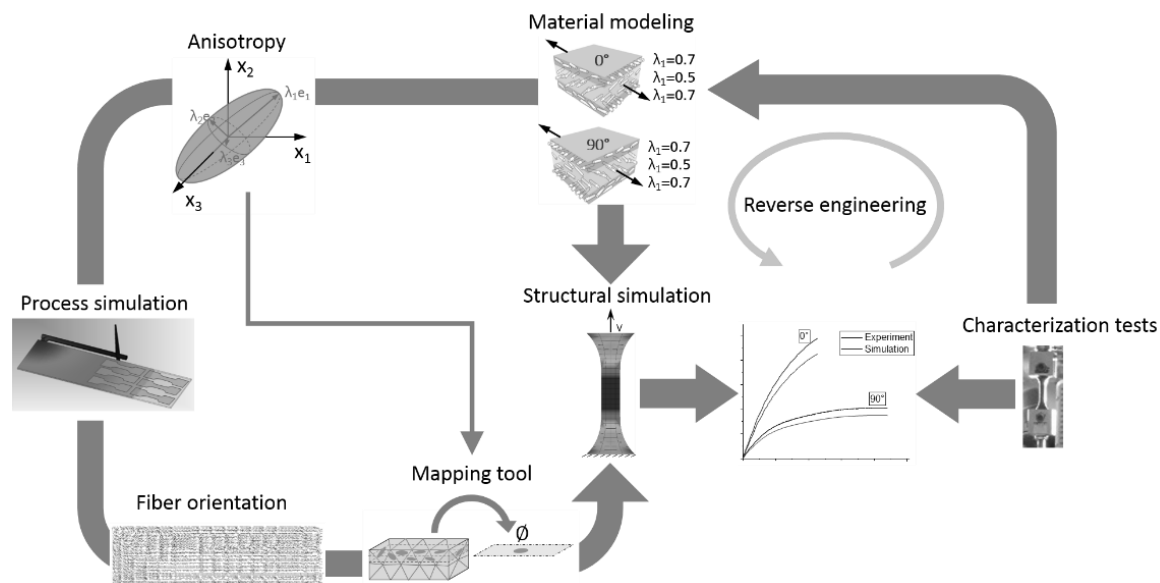 Material modeling
0°
λ₁=0.7
λ₁=0.5
λ₁=0.7
90°
λ₁=0.7
λ₁=0.5
λ₁=0.7
Anisotropy
x₂
λ₁e₁
x₁
x₃
Reverse engineering
Process simulation
Structural simulation
v
Characterization tests
0°
Experiment
Simulation
90°
Mapping tool
Ø
Fiber orientation